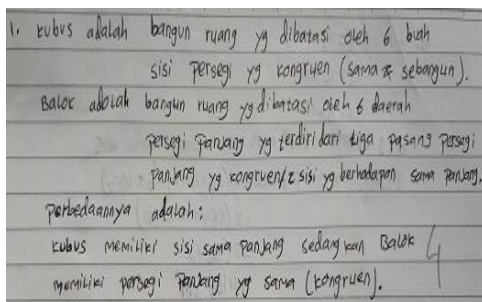 1. Kubus adalah bangun ruang yg dibatasi oleh 6 buah
sisi persegi yg kongruen (sama & sebangun).
Balok adalah bangun ruang yg dibatasi oleh 6 daerah
persegi panjang yg terdiri dari tiga pasang persegi
panjang yg kongruen/2 sisi yg berhadapan sama panjang.
perbedaannya adalah:
kubus memiliki sisi sama panjang sedangkan Balok
memiliki persegi panjang yg sama (kongruen).
4